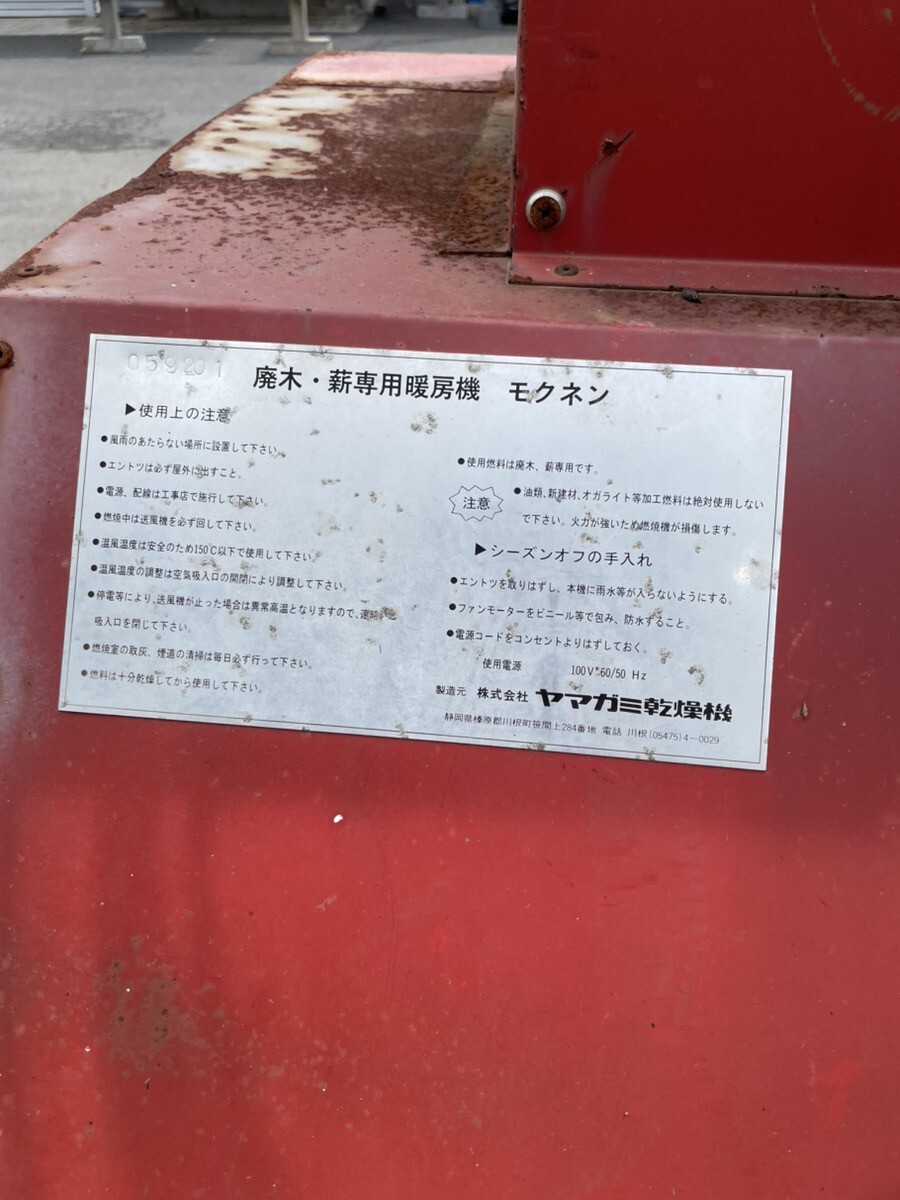 059201
廃木・薪専用暖房機 モクネン
▶使用上の注意
●風雨のあたらない場所に設置して下さい。
●エントツは必ず屋外に出すこと。
●電源、配線は工事店で施行して下さい。
●燃焼中は送風機を必ず回して下さい。
●温風温度は安全のため150℃以下で使用して下さい。
●温風温度の調整は空気吸入口の開閉により調整して下さい。
●停電等により、送風機が止った場合は異常高温となりますので、速
吸入口を閉じて下さい。
●燃焼室の取灰、煙道の清掃は毎日必ず行って下さい。
●燃料は十分乾燥してから使用して下さい。
●使用燃料は廃木、薪専用です。
注意
●油類、新建材、オガライト等加工燃料は絶対使用しない
で下さい。火力が強いため燃焼機が損傷します。
▶シーズンオフの手入れ
●エントツを取りはずし、本機に雨水等が入らないようにする。
●ファンモーターをビニール等で包み、防水すること。
●電源コードをコンセントよりはずしておく。
使用電源 100V 60/50 Hz
製造元 株式会社 ヤマガミ乾燥機
静岡県榛原郡川根町笹間上284番地 電話 川根(05475)4-0029